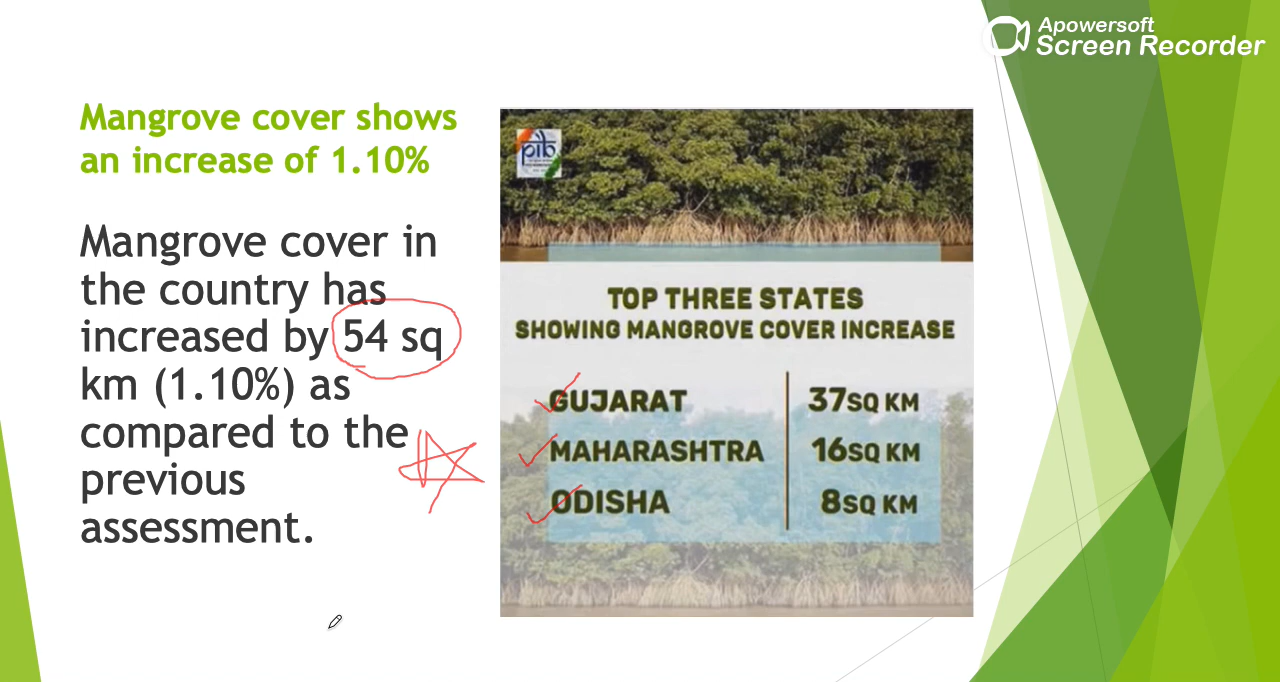 Apowersoft
Screen Recorder
Mangrove cover shows
an increase of 1.10%
Mangrove cover in
the country has
increased by 54 sq
km (1.10%) as
compared to the
previous
assessment.
pib
TOP THREE STATES
SHOWING MANGROVE COVER INCREASE
GUJARAT 37SQ KM
MAHARASHTRA 16SQ KM
ODISHA 8SQ KM